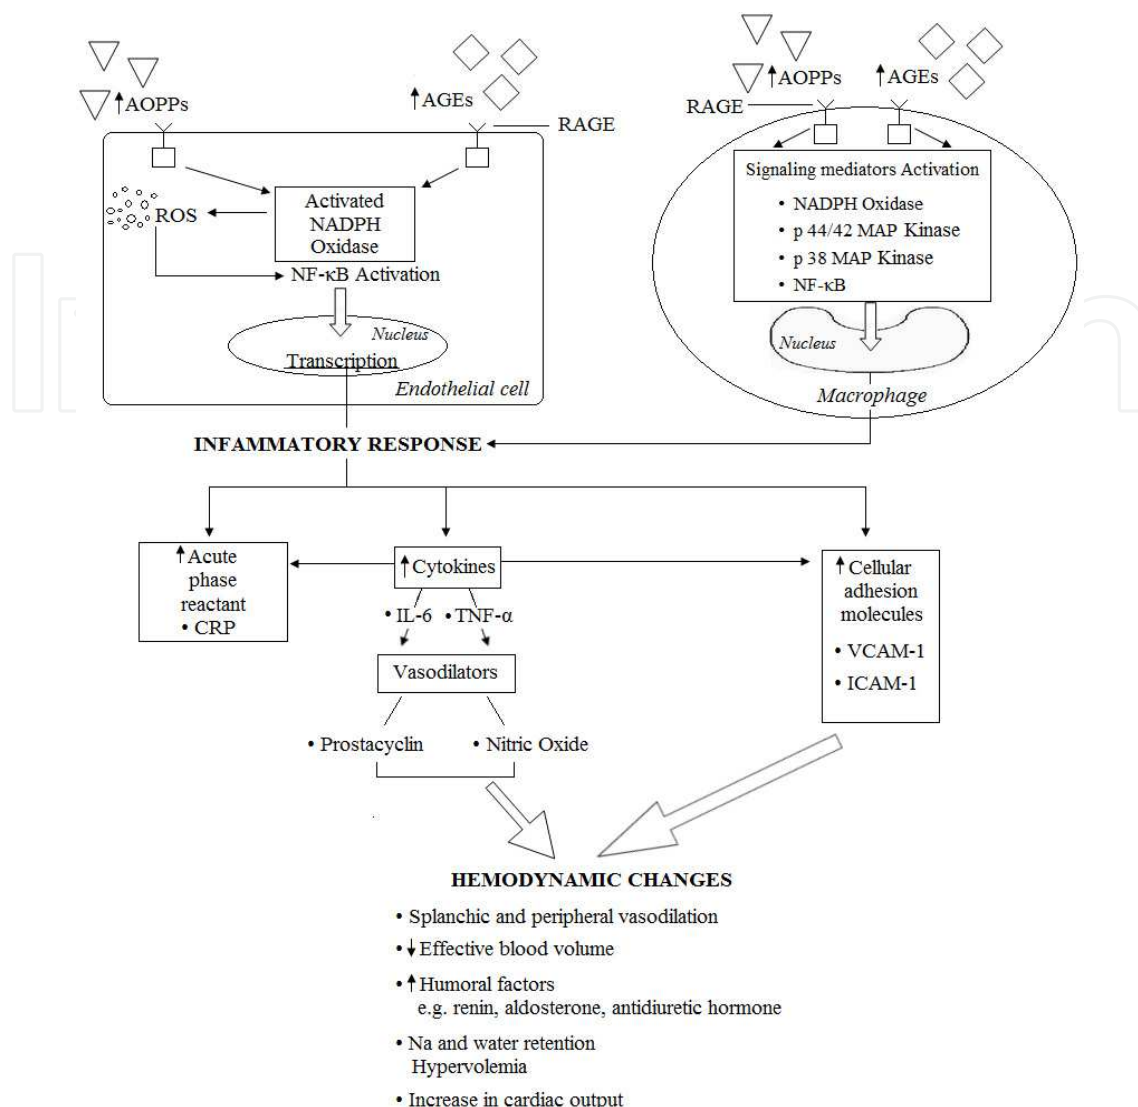 ↑AOPPs
↑AGEs
RAGE
Activated
NADPH
Oxidase
ROS
NF-κB Activation
Nucleus
Transcription
Endothelial cell
↑AOPPs
↑AGEs
RAGE
Signaling mediators Activation
• NADPH Oxidase
• p 44/42 MAP Kinase
• p 38 MAP Kinase
• NF-κB
Nucleus
Macrophage
INFAMMATORY RESPONSE
↑Acute
phase
reactant
• CRP
↑Cytokines
• IL-6 • TNF-α
Vasodilators
• Prostacyclin
• Nitric Oxide
↑Cellular
adhesion
molecules
• VCAM-1
• ICAM-1
HEMODYNAMIC CHANGES
• Splanchic and peripheral vasodilation
• ↓Effective blood volume
• ↑Humoral factors
e.g. renin, aldosterone, antidiuretic hormone
• Na and water retention
Hypervolemia
• Increase in cardiac output